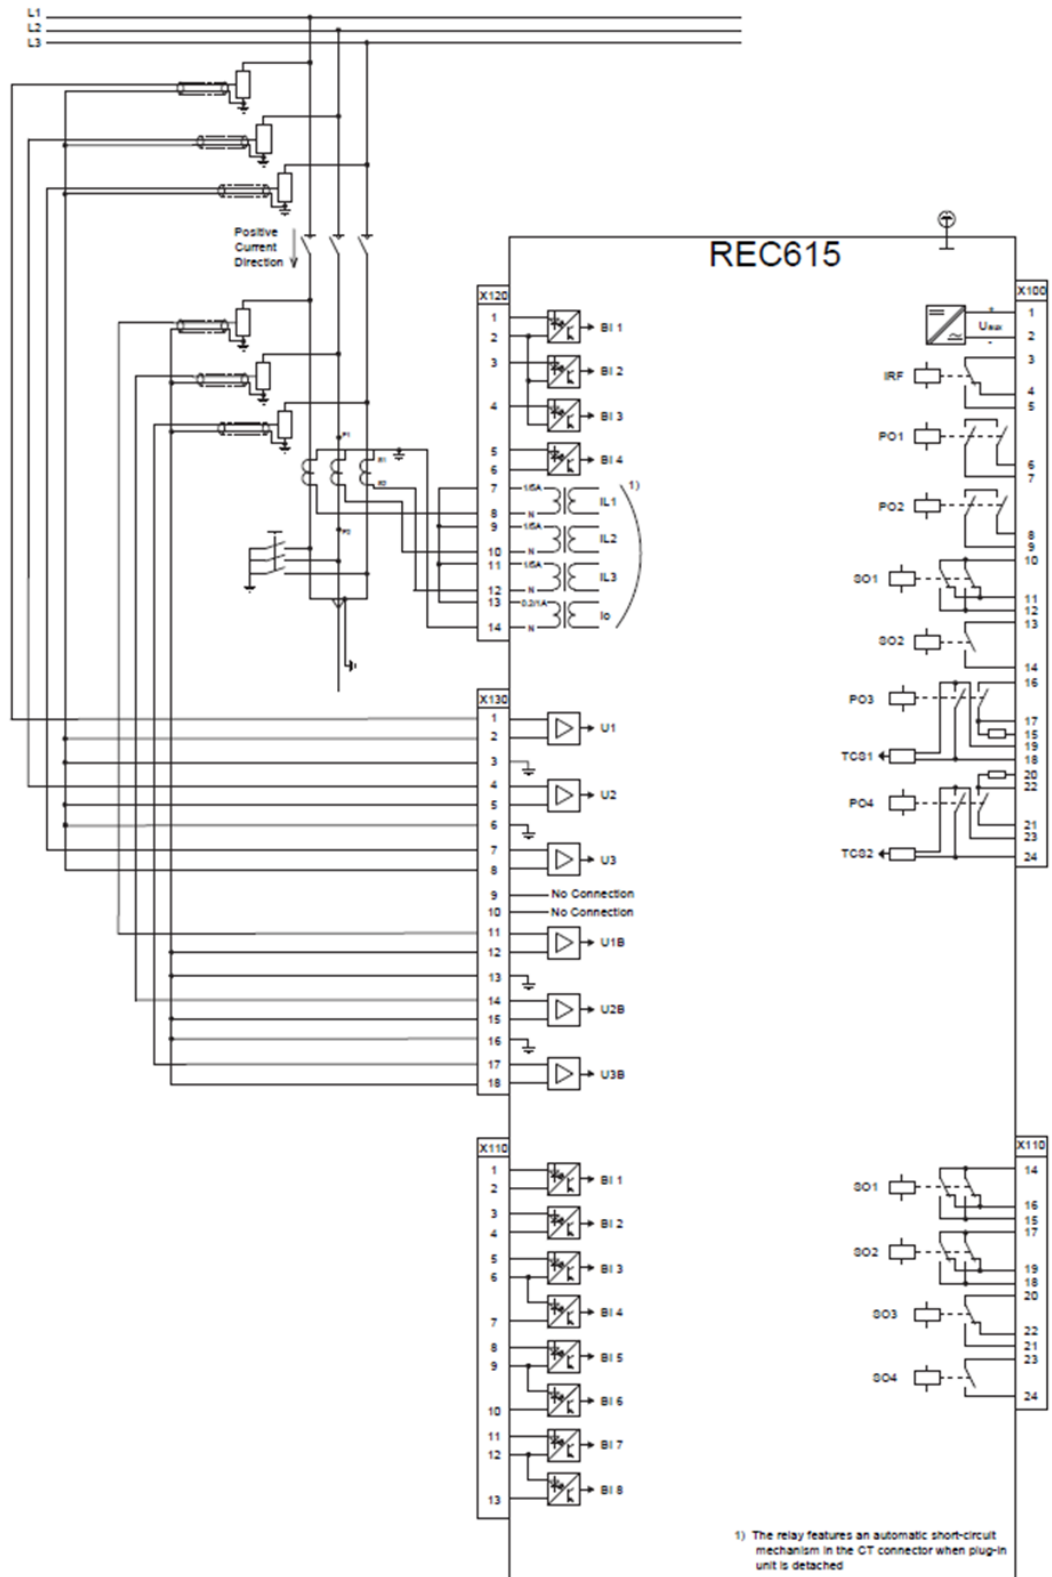 L1
L2
L3
Positive
Current
Direction
REC615
X120
1
2
3
4
5
6
7
8
9
10
11
12
13
14
BI 1
BI 2
BI 3
BI 4
1/5A
N
IL1
1/5A
N
IL2
1/5A
N
IL3
0,2/1A
N
Io
1)
P1
S1
S2
P2
X130
1
2
3
4
5
6
7
8
9
10
11
12
13
14
15
16
17
18
U1
U2
U3
No Connection
No Connection
U1B
U2B
U3B
X110
1
2
3
4
5
6
7
8
9
10
11
12
13
BI 1
BI 2
BI 3
BI 4
BI 5
BI 6
BI 7
BI 8
X100
Uaux
+
-
IRF
PO1
PO2
SO1
SO2
PO3
TCS1
PO4
TCS2
1
2
3
4
5
6
7
8
9
10
11
12
13
14
16
17
15
19
18
20
22
21
23
24
X110
SO1
SO2
SO3
SO4
14
16
15
17
19
18
20
22
21
23
24
1) The relay features an automatic short-circuit
mechanism in the CT connector when plug-in
unit is detached